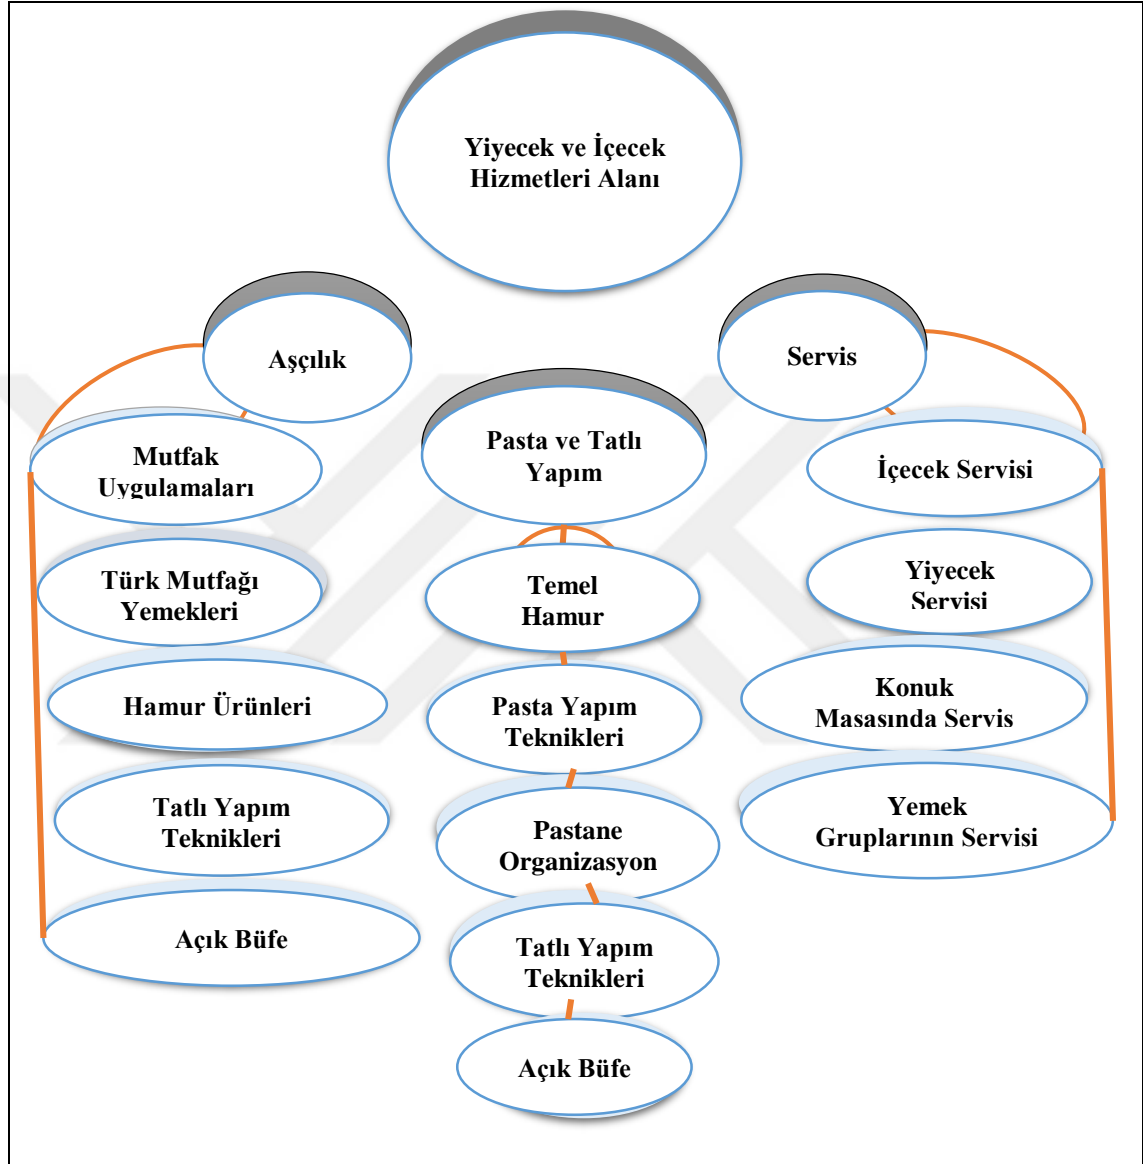 Yiyecek ve İçecek
Hizmetleri Alanı
Aşçılık
Mutfak
Uygulamaları
Türk Mutfağı
Yemekleri
Hamur Ürünleri
Tatlı Yapım
Teknikleri
Açık Büfe
Pasta ve Tatlı
Yapım
Temel
Hamur
Pasta Yapım
Teknikleri
Pastane
Organizasyon
Tatlı Yapım
Teknikleri
Açık Büfe
Servis
İçecek Servisi
Yiyecek
Servisi
Konuk
Masasında Servis
Yemek
Gruplarının Servisi